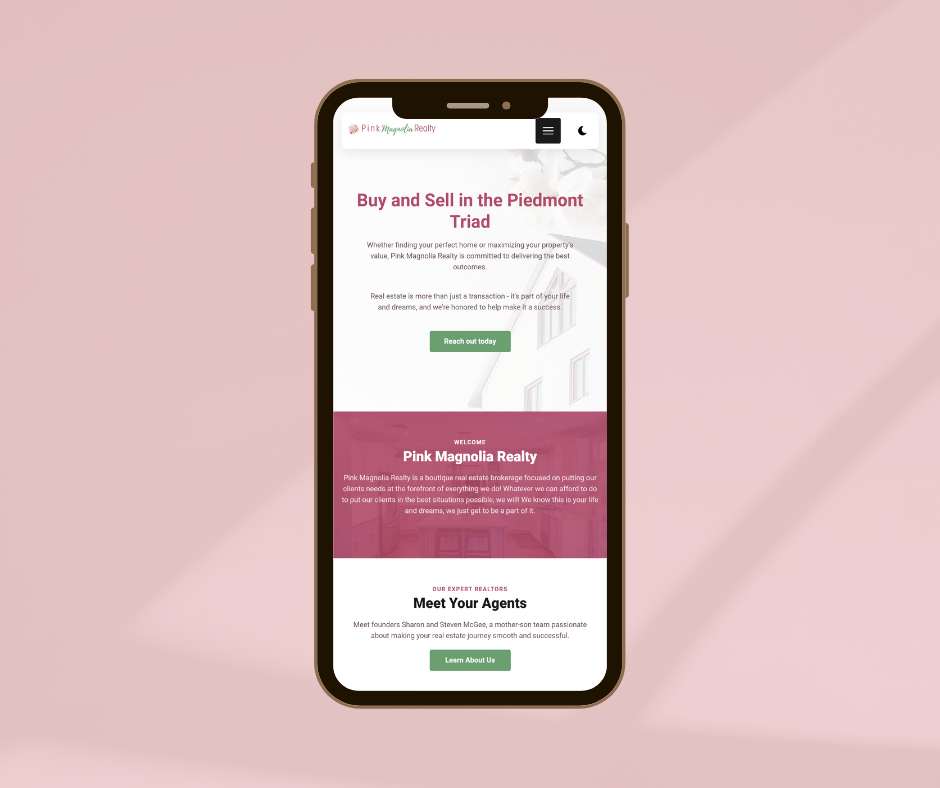 Pink Magnolia Realty
Buy and Sell in the Piedmont
Triad
Whether finding your perfect home or maximizing your property's
value, Pink Magnolia Realty is committed to delivering the best
outcomes.
Real estate is more than just a transaction - it's part of your life
and dreams, and we're honored to help make it a success.
Reach out today
WELCOME
Pink Magnolia Realty
Pink Magnolia Realty is a boutique real estate brokerage focused on putting our
clients needs at the forefront of everything we do! Whatever we can afford to do
to put our clients in the best situations possible, we will! We know this is your life
and dreams, we just get to be a part of it.
OUR EXPERT REALTORS
Meet Your Agents
Meet founders Sharon and Steven McGee, a mother-son team passionate
about making your real estate journey smooth and successful.
Learn About Us